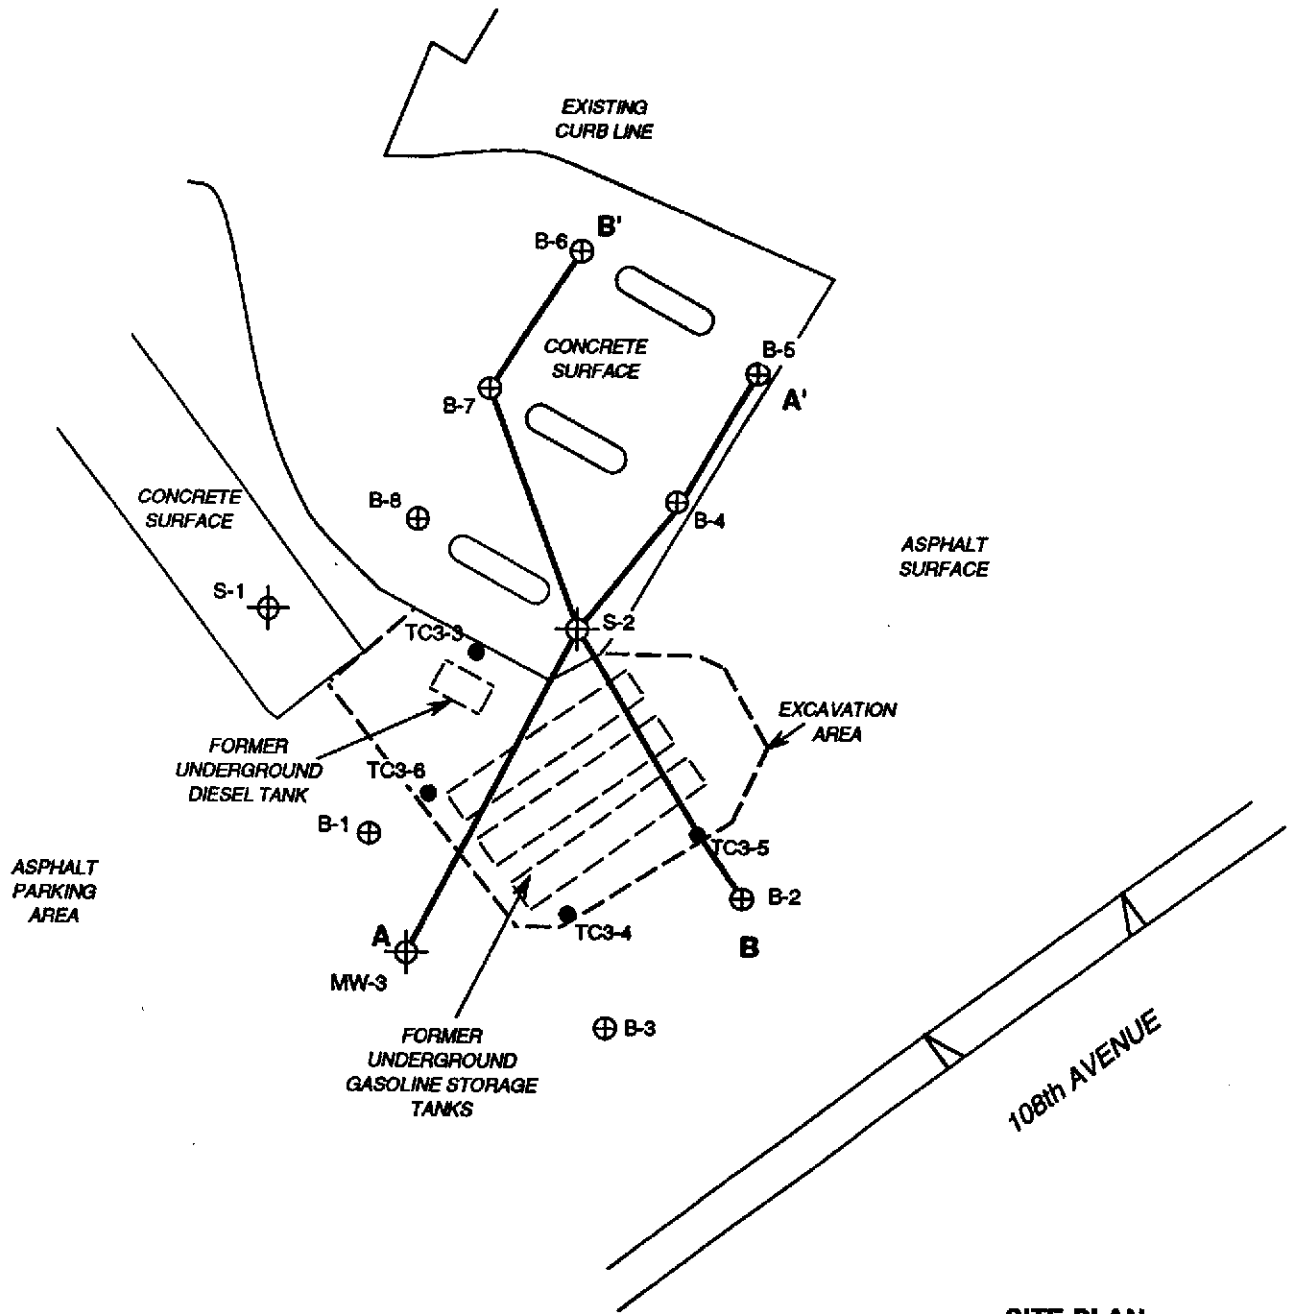 EXISTING
CURB LINE
B'
B-6
CONCRETE
SURFACE
B-5
A'
B-7
CONCRETE
SURFACE
B-8
B-4
ASPHALT
SURFACE
S-1
S-2
TC3-3
EXCAVATION
AREA
FORMER
UNDERGROUND
DIESEL TANK
TC3-6
B-1
TC3-5
ASPHALT
PARKING
AREA
B-2
A
TC3-4
B
MW-3
B-3
FORMER
UNDERGROUND
GASOLINE STORAGE
TANKS
108th AVENUE
SITE PLAN